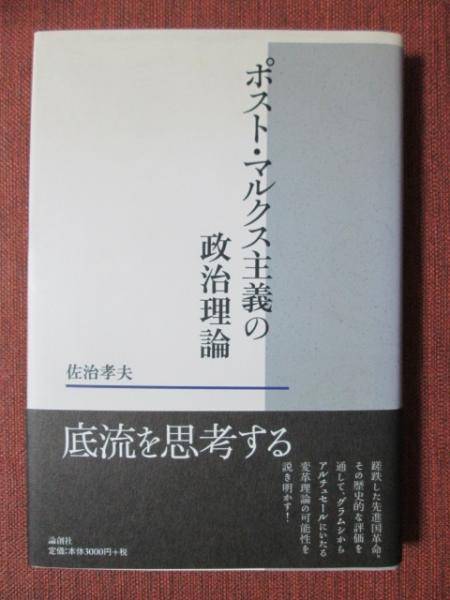 ポスト・マルクス主義の
政治理論
佐治孝夫
底流を思考する
蹉跌した先進国革命。
その歴史的な評価を
通して、グラムシから
アルチュセールにいたる
変革理論の可能性を
説き明かす!
論創社
定価:本体3000円+税